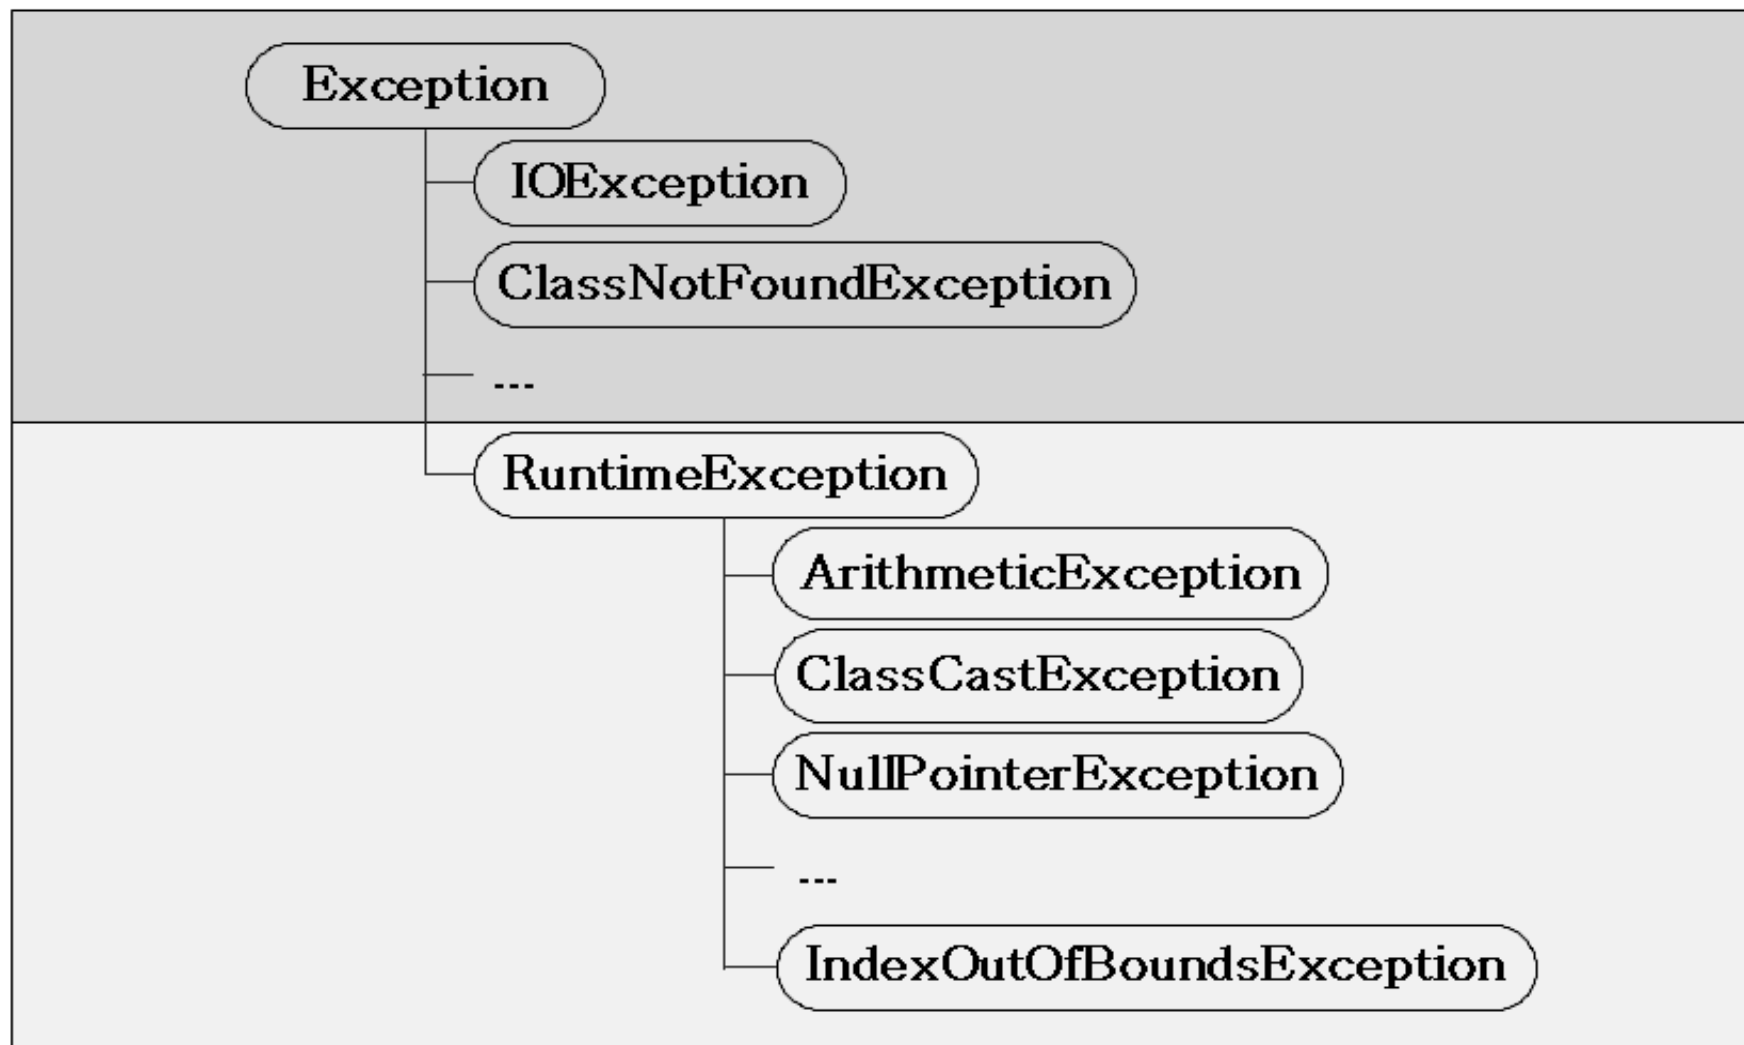 Exception
IOException
ClassNotFoundException
...
RuntimeException
ArithmeticException
ClassCastException
NullPointerException
...
IndexOutOfBoundsException